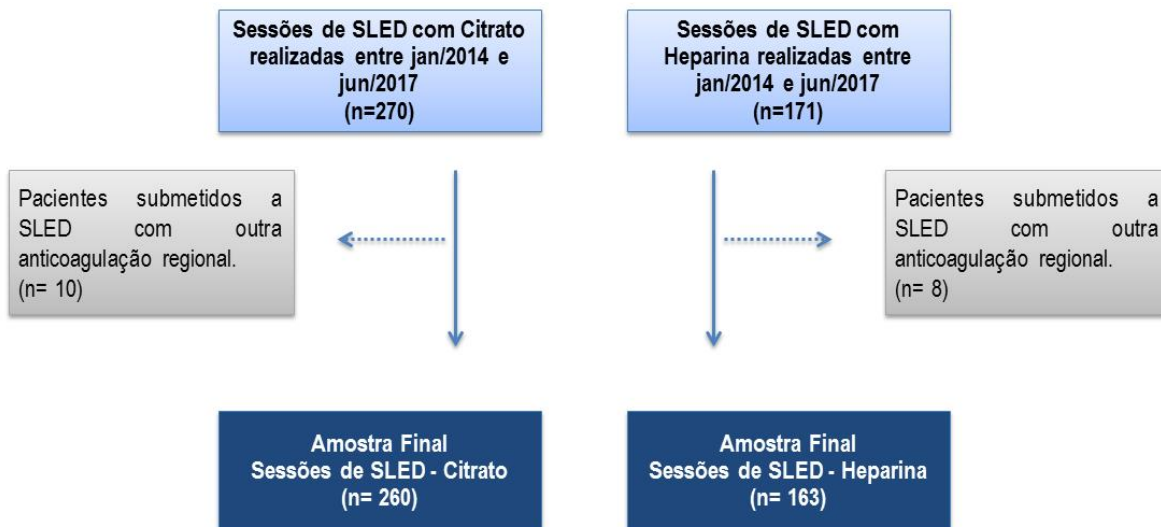 Sessões de SLED com Citrato
realizadas entre jan/2014 e
jun/2017
(n=270)
Sessões de SLED com
Heparina realizadas entre
jan/2014 e jun/2017
(n=171)
Pacientes submetidos a
SLED com outra
anticoagulação regional.
(n= 10)
Pacientes submetidos a
SLED com outra
anticoagulação regional.
(n= 8)
Amostra Final
Sessões de SLED - Citrato
(n= 260)
Amostra Final
Sessões de SLED - Heparina
(n= 163)